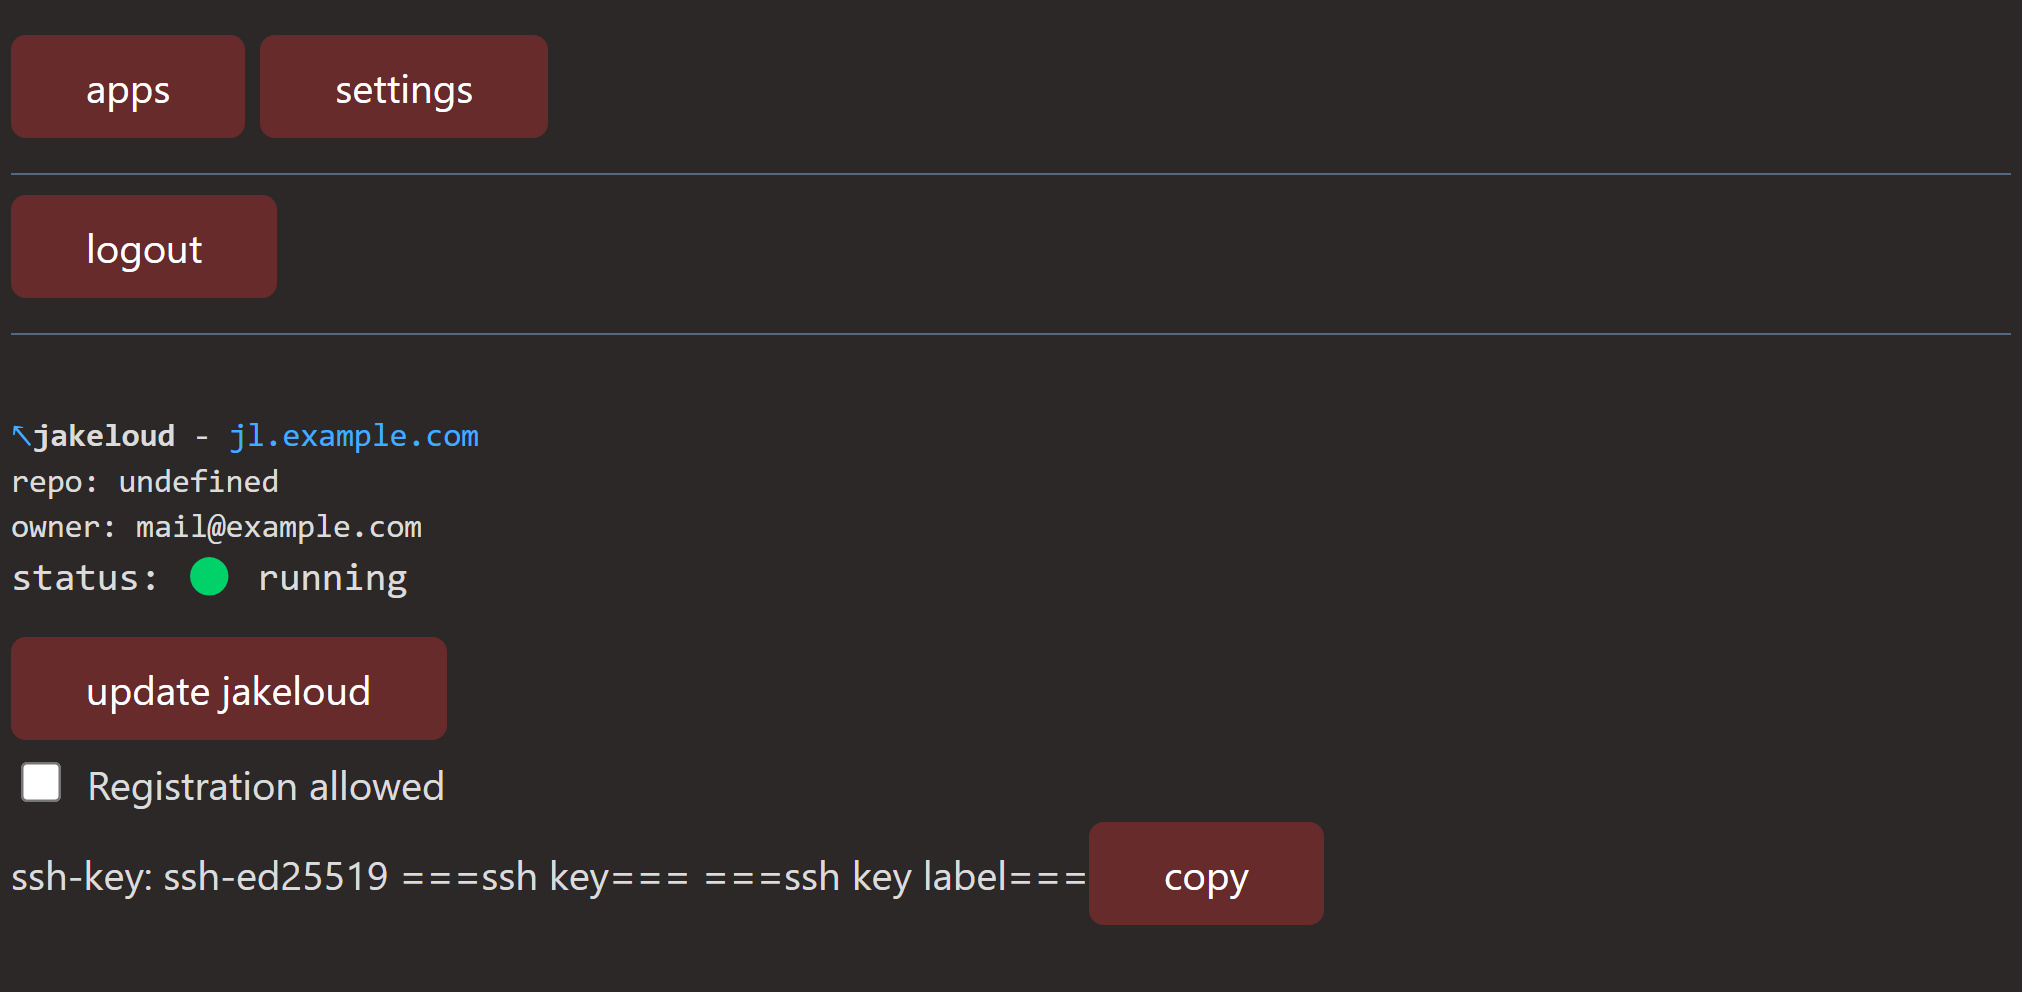 apps settings
logout
↖jakeloud - jl.example.com
repo: undefined
owner: mail@example.com
status: 🟢 running
update jakeloud
Registration allowed
ssh-key: ssh-ed25519 ===ssh key=== ===ssh key label=== copy